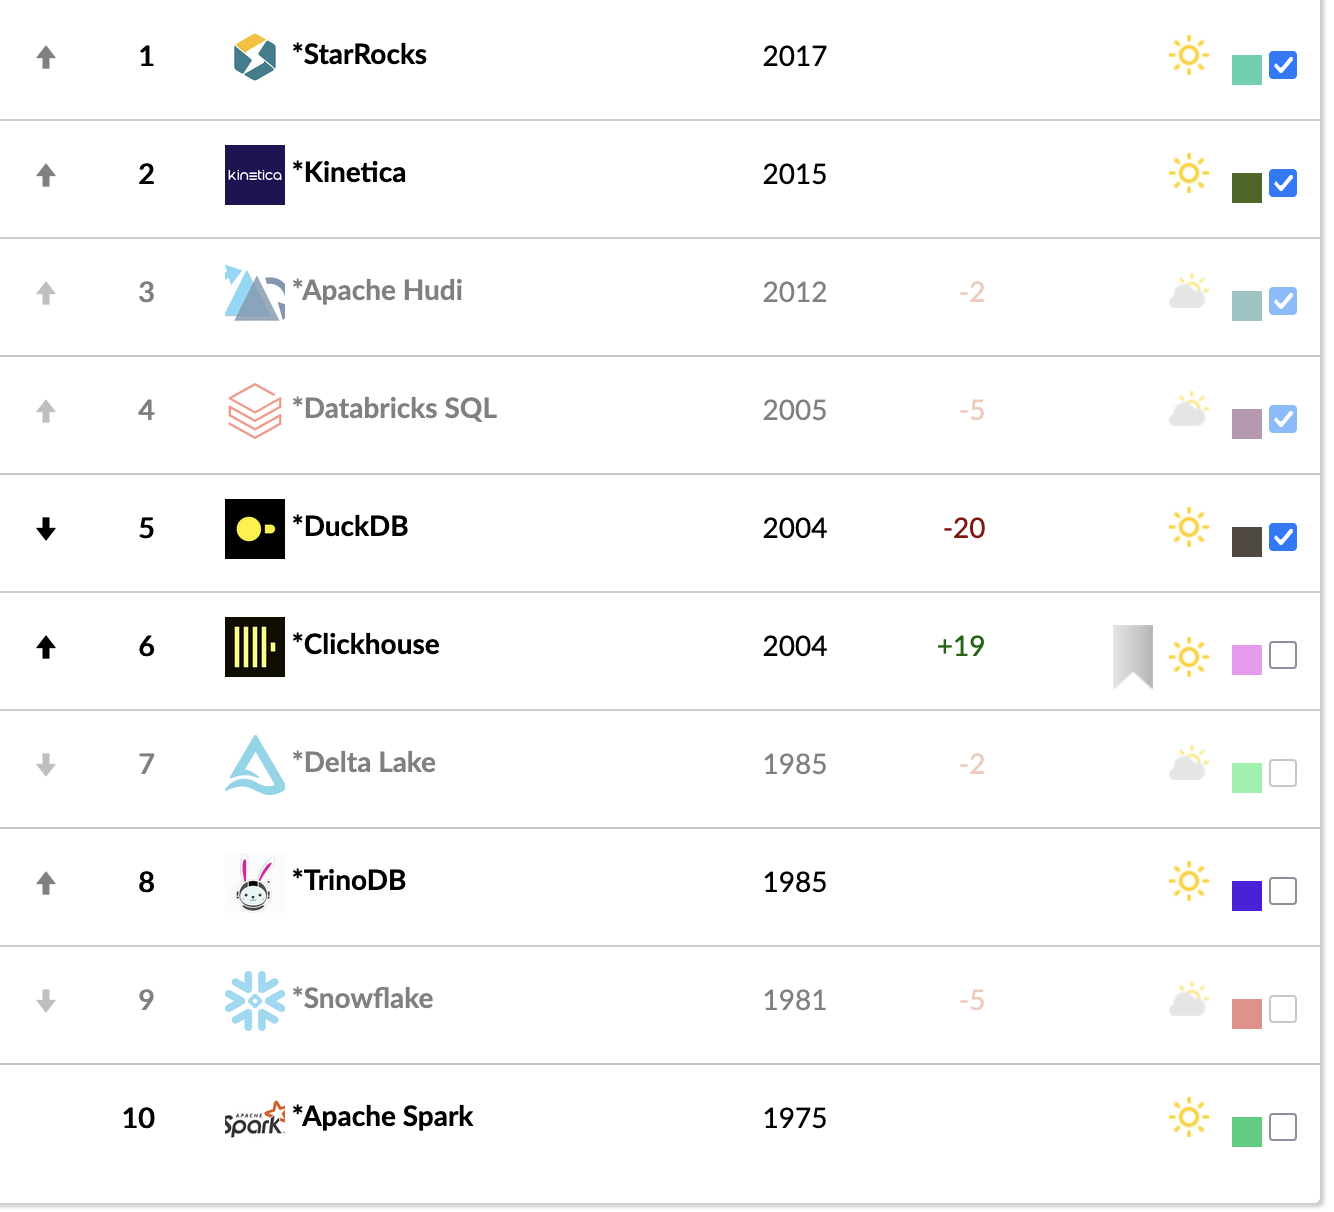 1 *StarRocks 2017
2 kinetica *Kinetica 2015
3 *Apache Hudi 2012 -2
4 *Databricks SQL 2005 -5
5 *DuckDB 2004 -20
6 *Clickhouse 2004 +19
7 *Delta Lake 1985 -2
8 *TrinoDB 1985
9 *Snowflake 1981 -5
10 APACHE Spark *Apache Spark 1975